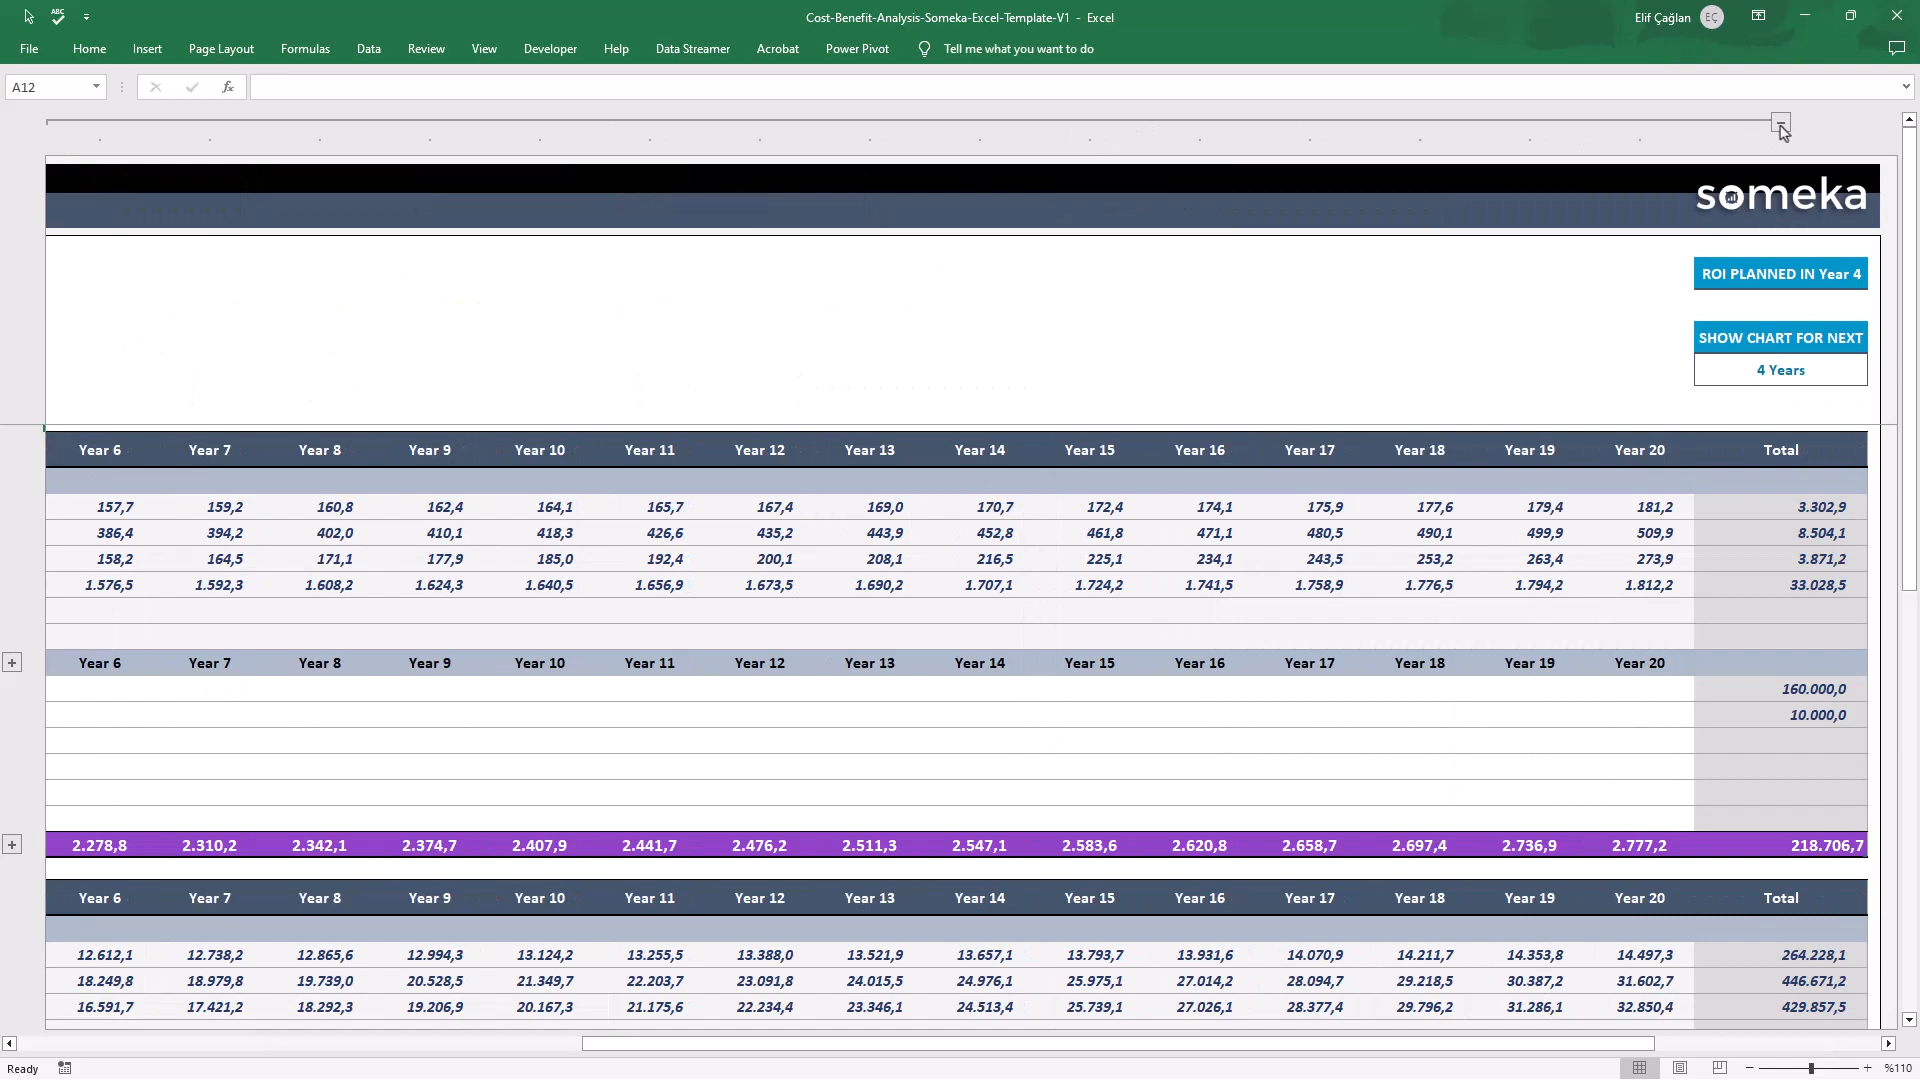 ABC
Cost-Benefit-Analysis-Someka-Excel-Template-V1 - Excel
Elif Çağlan EÇ
File Home Insert Page Layout Formulas Data Review View Developer Help Data Streamer Acrobat Power Pivot Tell me what you want to do
A12 fx
someka
ROI PLANNED IN Year 4
SHOW CHART FOR NEXT
4 Years
Year 6 Year 7 Year 8 Year 9 Year 10 Year 11 Year 12 Year 13 Year 14 Year 15 Year 16 Year 17 Year 18 Year 19 Year 20 Total
157,7 159,2 160,8 162,4 164,1 165,7 167,4 169,0 170,7 172,4 174,1 175,9 177,6 179,4 181,2 3.302,9
386,4 394,2 402,0 410,1 418,3 426,6 435,2 443,9 452,8 461,8 471,1 480,5 490,1 499,9 509,9 8.504,1
158,2 164,5 171,1 177,9 185,0 192,4 200,1 208,1 216,5 225,1 234,1 243,5 253,2 263,4 273,9 3.871,2
1.576,5 1.592,3 1.608,2 1.624,3 1.640,5 1.656,9 1.673,5 1.690,2 1.707,1 1.724,2 1.741,5 1.758,9 1.776,5 1.794,2 1.812,2 33.028,5
Year 6 Year 7 Year 8 Year 9 Year 10 Year 11 Year 12 Year 13 Year 14 Year 15 Year 16 Year 17 Year 18 Year 19 Year 20
160.000,0
10.000,0
2.278,8 2.310,2 2.342,1 2.374,7 2.407,9 2.441,7 2.476,2 2.511,3 2.547,1 2.583,6 2.620,8 2.658,7 2.697,4 2.736,9 2.777,2 218.706,7
Year 6 Year 7 Year 8 Year 9 Year 10 Year 11 Year 12 Year 13 Year 14 Year 15 Year 16 Year 17 Year 18 Year 19 Year 20 Total
12.612,1 12.738,2 12.865,6 12.994,3 13.124,2 13.255,5 13.388,0 13.521,9 13.657,1 13.793,7 13.931,6 14.070,9 14.211,7 14.353,8 14.497,3 264.228,1
18.249,8 18.979,8 19.739,0 20.528,5 21.349,7 22.203,7 23.091,8 24.015,5 24.976,1 25.975,1 27.014,2 28.094,7 29.218,5 30.387,2 31.602,7 446.671,2
16.591,7 17.421,2 18.292,3 19.206,9 20.167,3 21.175,6 22.234,4 23.346,1 24.513,4 25.739,1 27.026,1 28.377,4 29.796,2 31.286,1 32.850,4 429.857,5
Ready %110